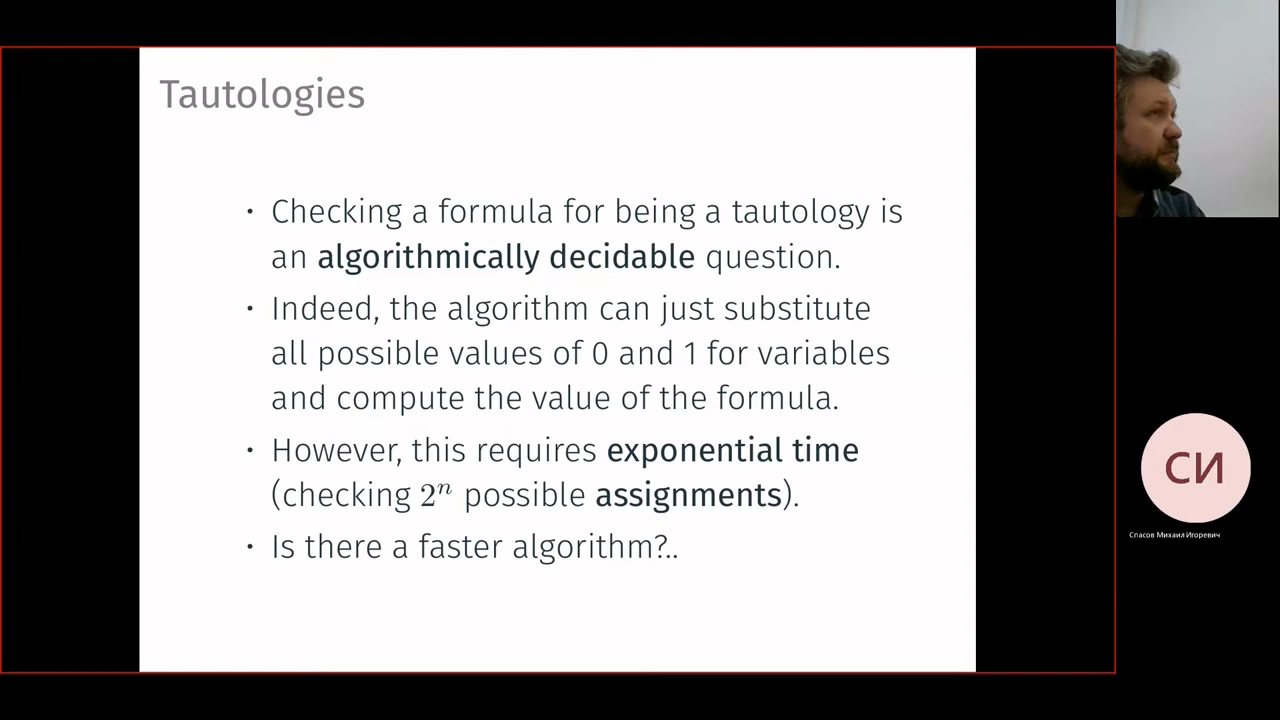 Tautologies
· Checking a formula for being a tautology is
an algorithmically decidable question.
· Indeed, the algorithm can just substitute
all possible values of 0 and 1 for variables
and compute the value of the formula.
· However, this requires exponential time
(checking 2ⁿ possible assignments).
· Is there a faster algorithm?..
СИ
Спасов Михаил Игоревич